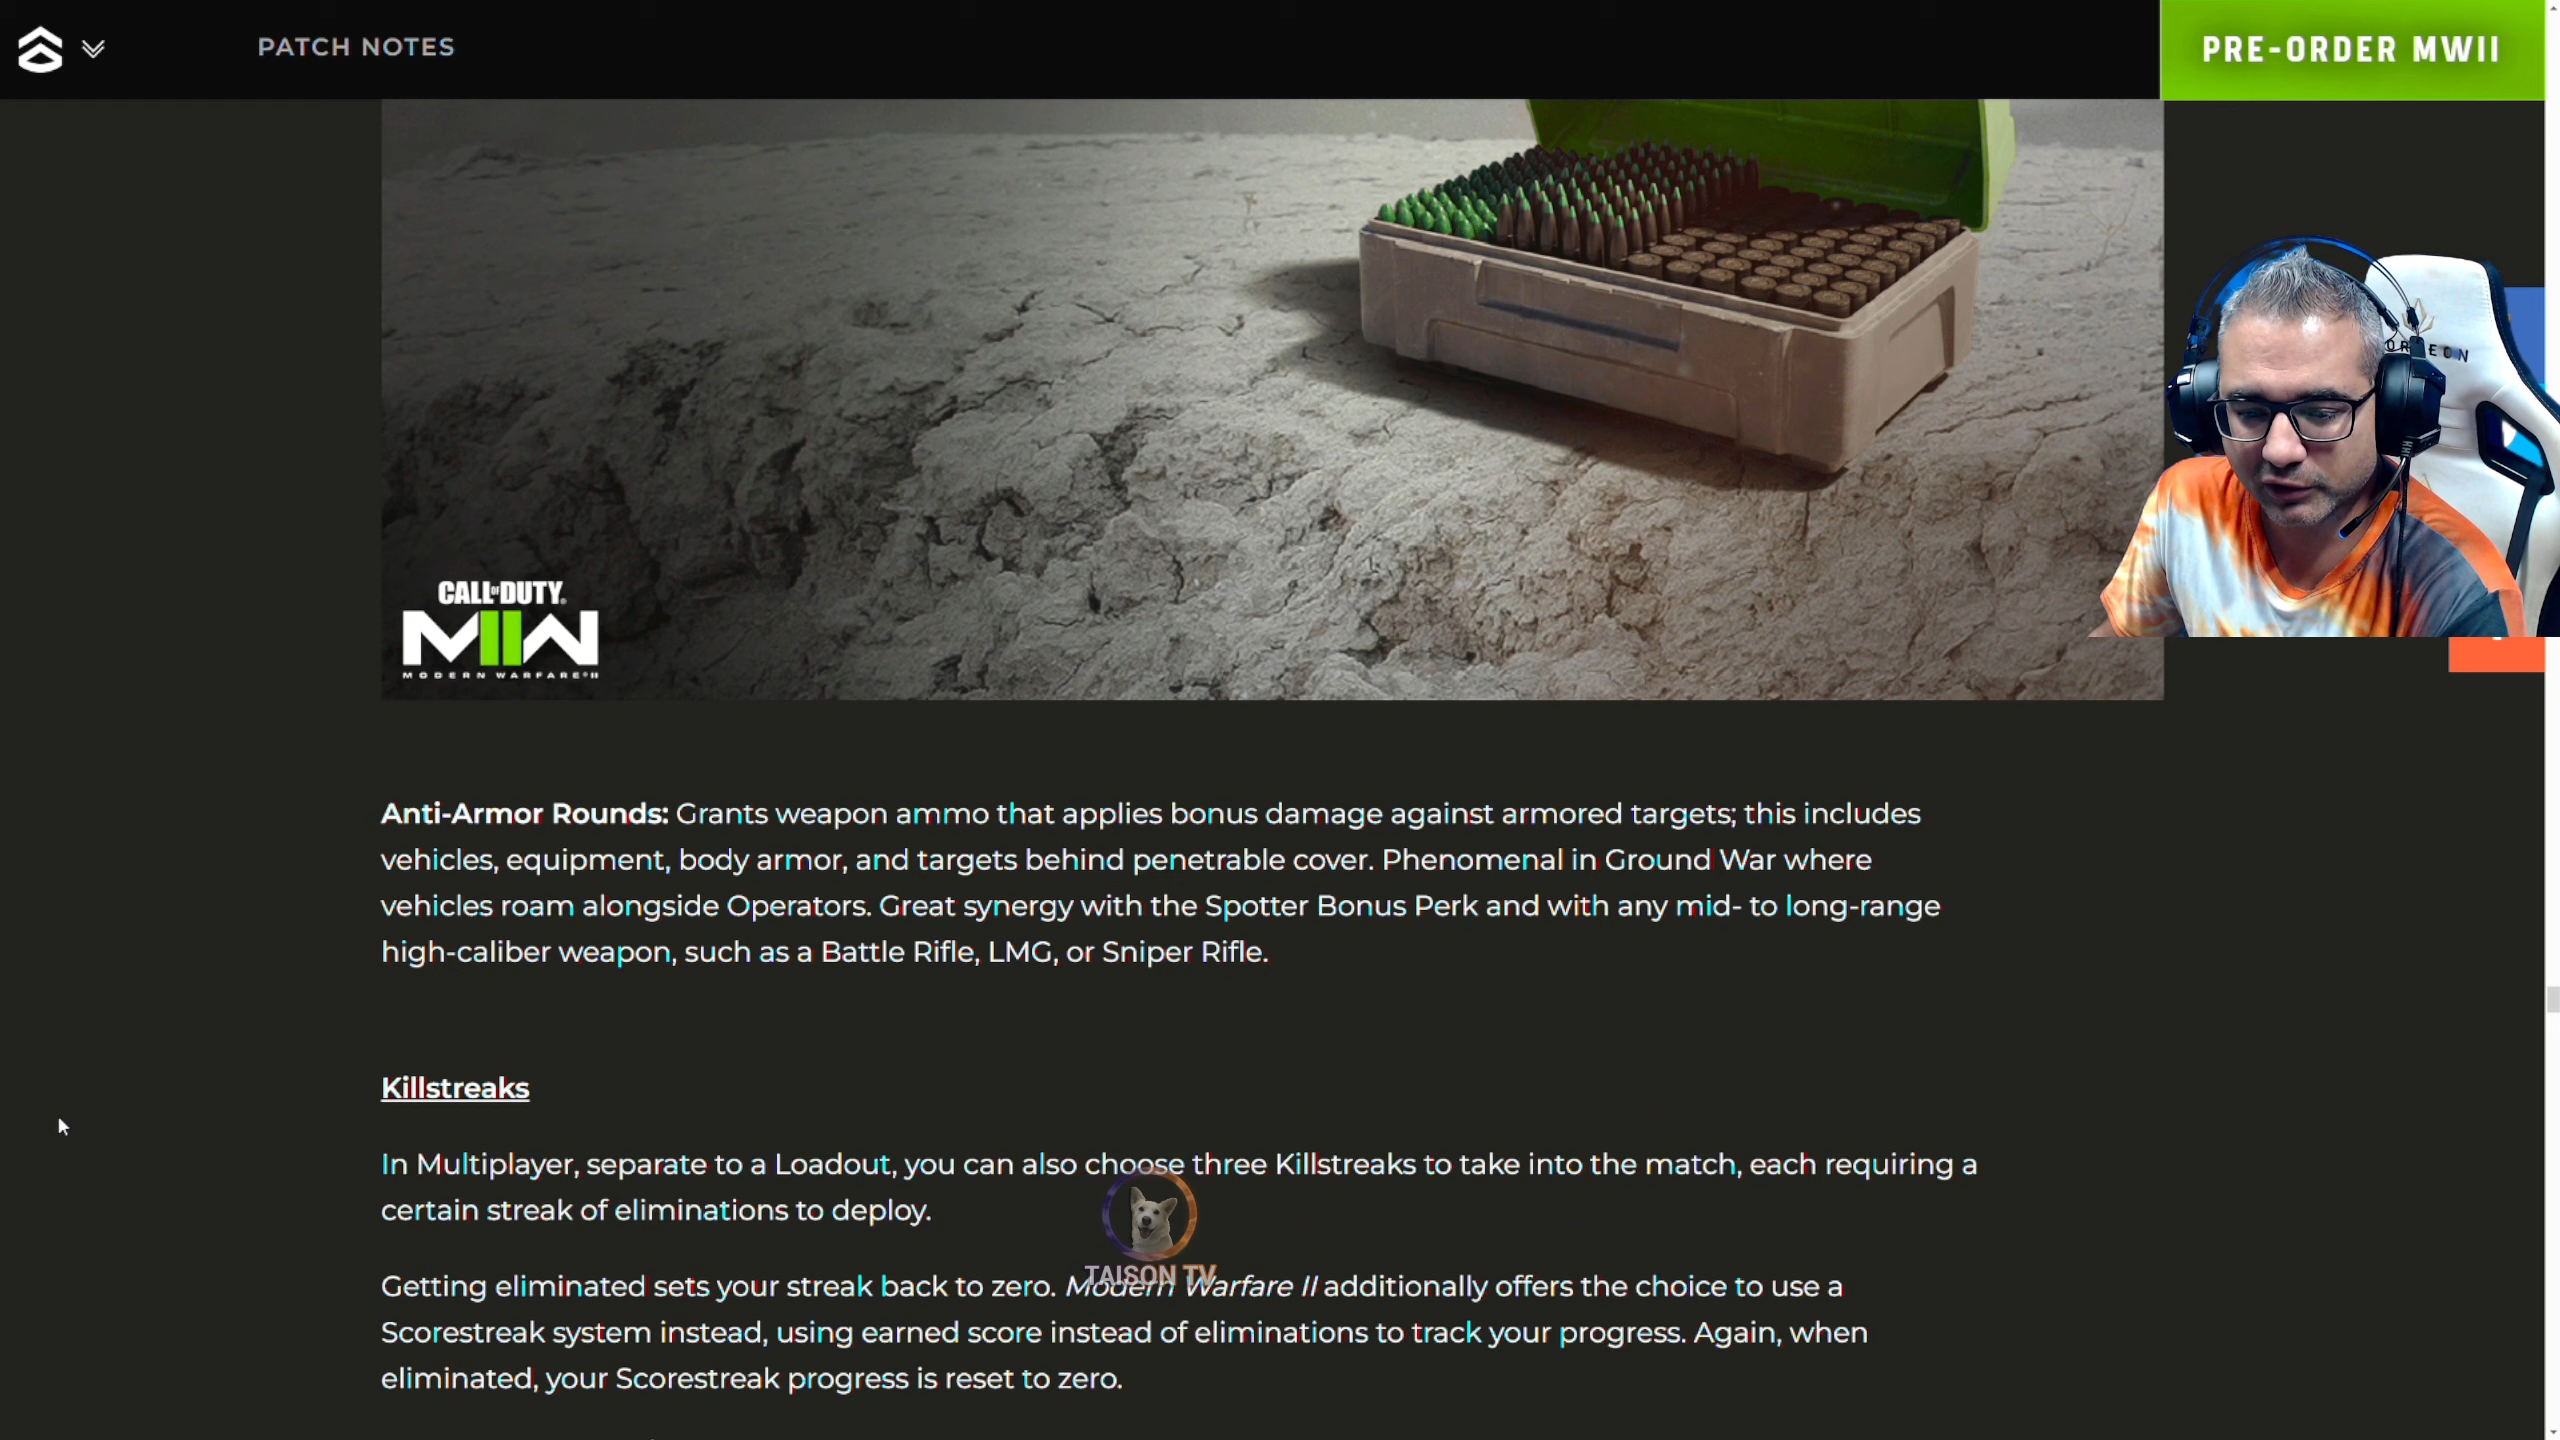 PATCH NOTES
PRE-ORDER MWII
CALL OF DUTY
MIIW
MODERN WARFARE II
Anti-Armor Rounds: Grants weapon ammo that applies bonus damage against armored targets; this includes
vehicles, equipment, body armor, and targets behind penetrable cover. Phenomenal in Ground War where
vehicles roam alongside Operators. Great synergy with the Spotter Bonus Perk and with any mid- to long-range
high-caliber weapon, such as a Battle Rifle, LMG, or Sniper Rifle.
Killstreaks
In Multiplayer, separate to a Loadout, you can also choose three Killstreaks to take into the match, each requiring a
certain streak of eliminations to deploy.
TAISON TV
Getting eliminated sets your streak back to zero. Modern Warfare II additionally offers the choice to use a
Scorestreak system instead, using earned score instead of eliminations to track your progress. Again, when
eliminated, your Scorestreak progress is reset to zero.